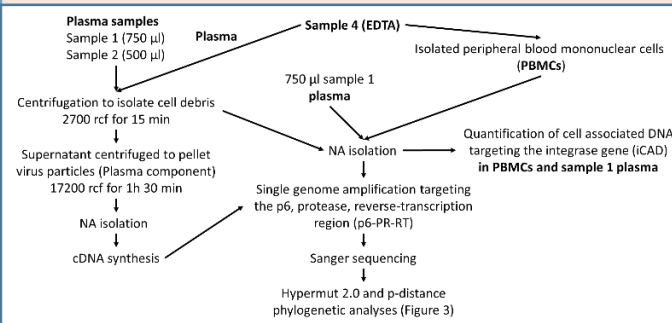 Plasma samples
Sample 1 (750 µl)
Sample 2 (500 µl)
Plasma
Sample 4 (EDTA)
Isolated peripheral blood mononuclear cells
(PBMCs)
750 µl sample 1
plasma
Centrifugation to isolate cell debris
2700 rcf for 15 min
Supernatant centrifuged to pellet
virus particles (Plasma component)
17200 rcf for 1h 30 min
NA isolation
cDNA synthesis
NA isolation
Quantification of cell associated DNA
targeting the integrase gene (iCAD)
in PBMCs and sample 1 plasma
Single genome amplification targeting
the p6, protease, reverse-transcription
region (p6-PR-RT)
Sanger sequencing
Hypermut 2.0 and p-distance
phylogenetic analyses (Figure 3)